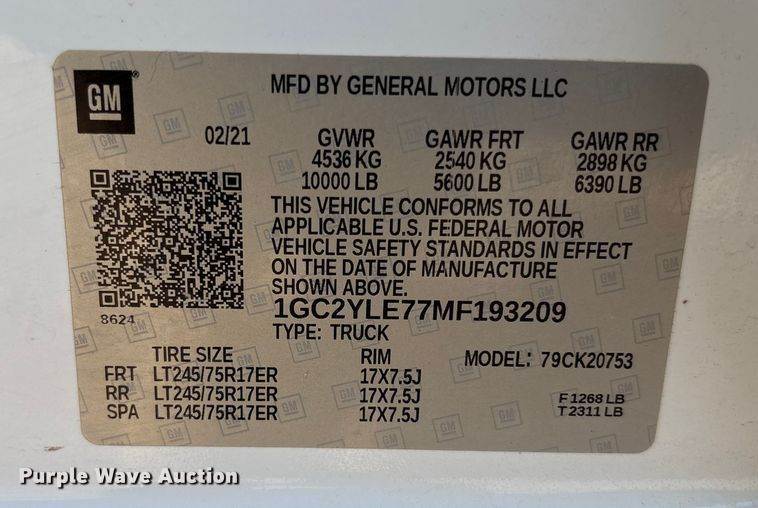 GM
MFD BY GENERAL MOTORS LLC
02/21 GVWR GAWR FRT GAWR RR
4536 KG 2540 KG 2898 KG
10000 LB 5600 LB 6390 LB
THIS VEHICLE CONFORMS TO ALL
APPLICABLE U.S. FEDERAL MOTOR
VEHICLE SAFETY STANDARDS IN EFFECT
ON THE DATE OF MANUFACTURE
SHOWN ABOVE.
8624
1GC2YLE77MF193209
TYPE: TRUCK
TIRE SIZE RIM MODEL: 79CK20753
FRT LT245/75R17ER 17X7.5J
RR LT245/75R17ER 17X7.5J F1268 LB
SPA LT245/75R17ER 17X7.5J T2311 LB
Purple Wave Auction